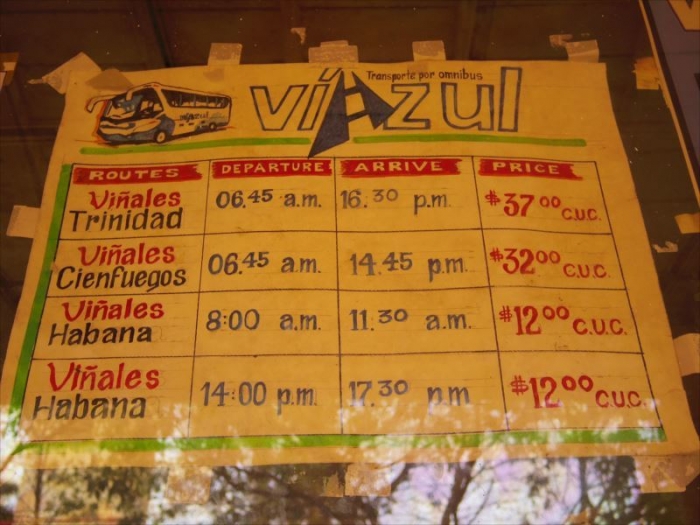 Transporte por omnibus
víAzul
ROUTES DEPARTURE ARRIVE PRICE
Viñales
Trinidad 06.45 a.m. 16.30 p.m. $37.00 C.U.C.
Viñales
Cienfuegos 06.45 a.m. 14.45 p.m. $32.00 C.U.C.
Viñales
Habana 8:00 a.m. 11.30 a.m. $12.00 C.U.C.
Viñales
Habana 14:00 p.m. 17.30 p.m $12.00 C.U.C.